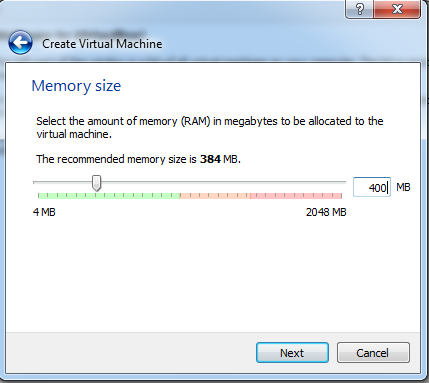 ?
Create Virtual Machine
Memory size
Select the amount of memory (RAM) in megabytes to be allocated to the
virtual machine.
The recommended memory size is 384 MB.
400 MB
4 MB 2048 MB
Next Cancel